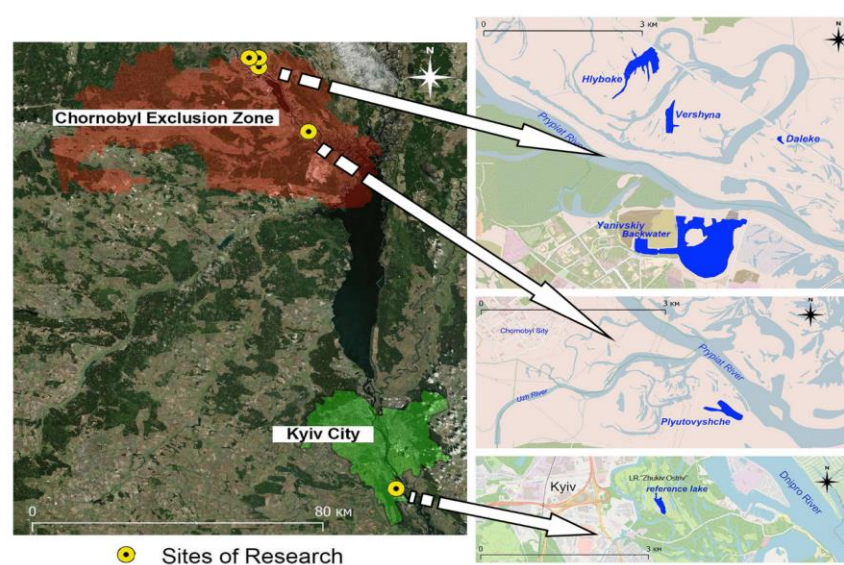 N
Chornobyl Exclusion Zone
Kyiv City
0
80 КМ
Sites of Research
0
3 КМ
N
Hlyboke
Vershyna
Daleke
Prypiat River
Yanivskiy
Backwater
0
3 КМ
N
Chornobyl Sity
Prypiat River
Uzh River
Plyutovyshche
Kyiv
LR."Zhukiv Ostriv"
reference lake
Dnipro River
N
0
3 КМ